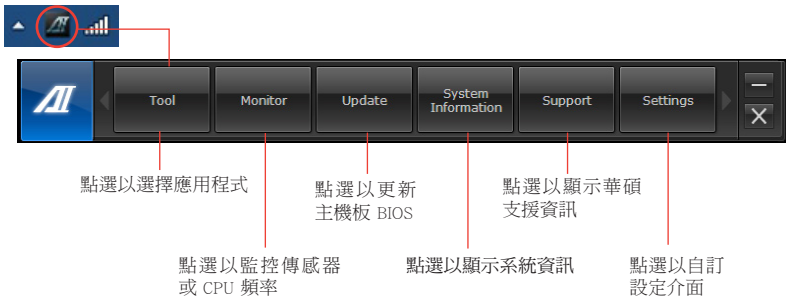 Tool
Monitor
Update
System
Information
Support
Settings
點選以選擇應用程式
點選以更新
主機板 BIOS
點選以顯示華碩
支援資訊
點選以監控傳感器
或 CPU 頻率
點選以顯示系統資訊
點選以自訂
設定介面